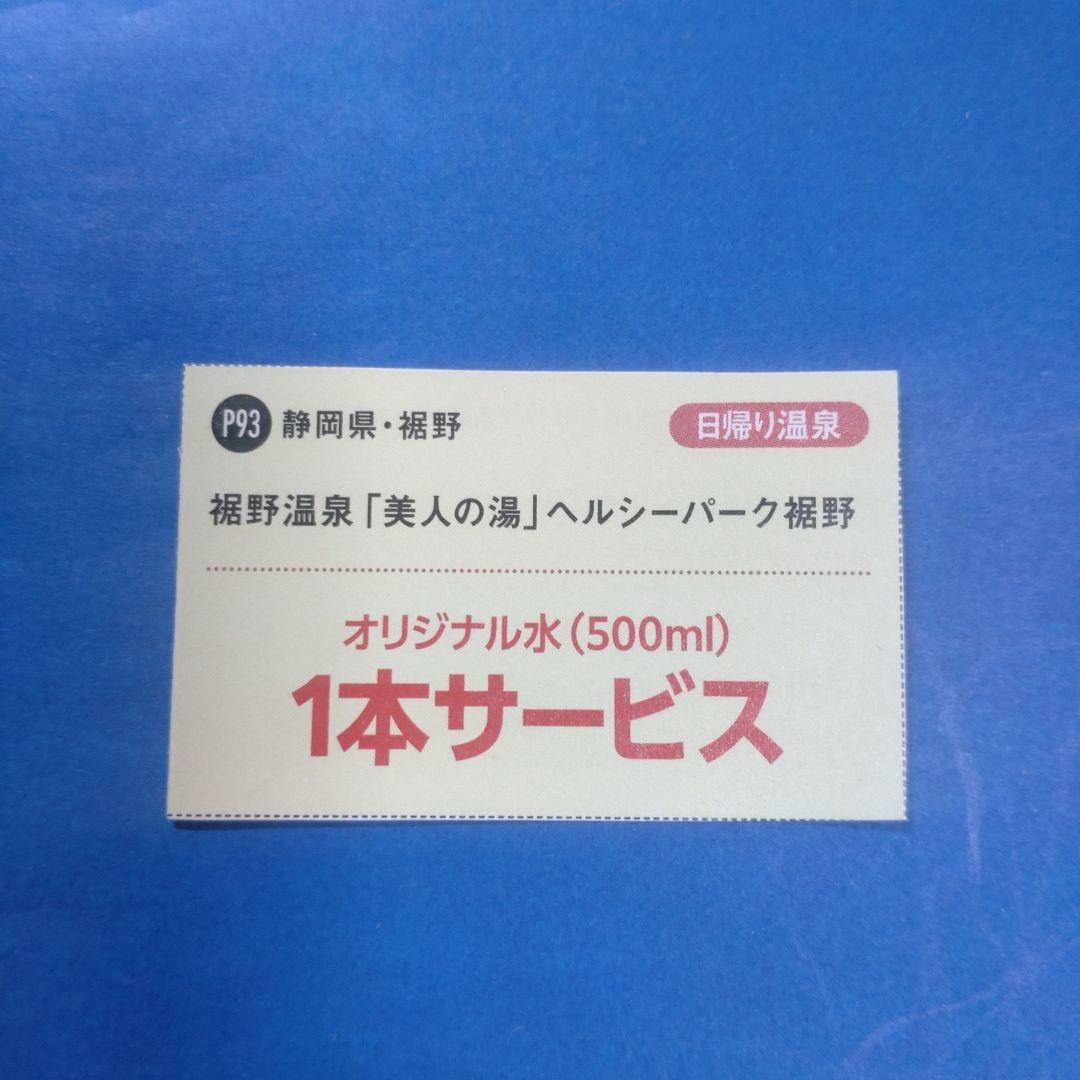 P93 静岡県・裾野
日帰り温泉
裾野温泉「美人の湯」ヘルシーパーク裾野
オリジナル水(500ml)
1本サービス